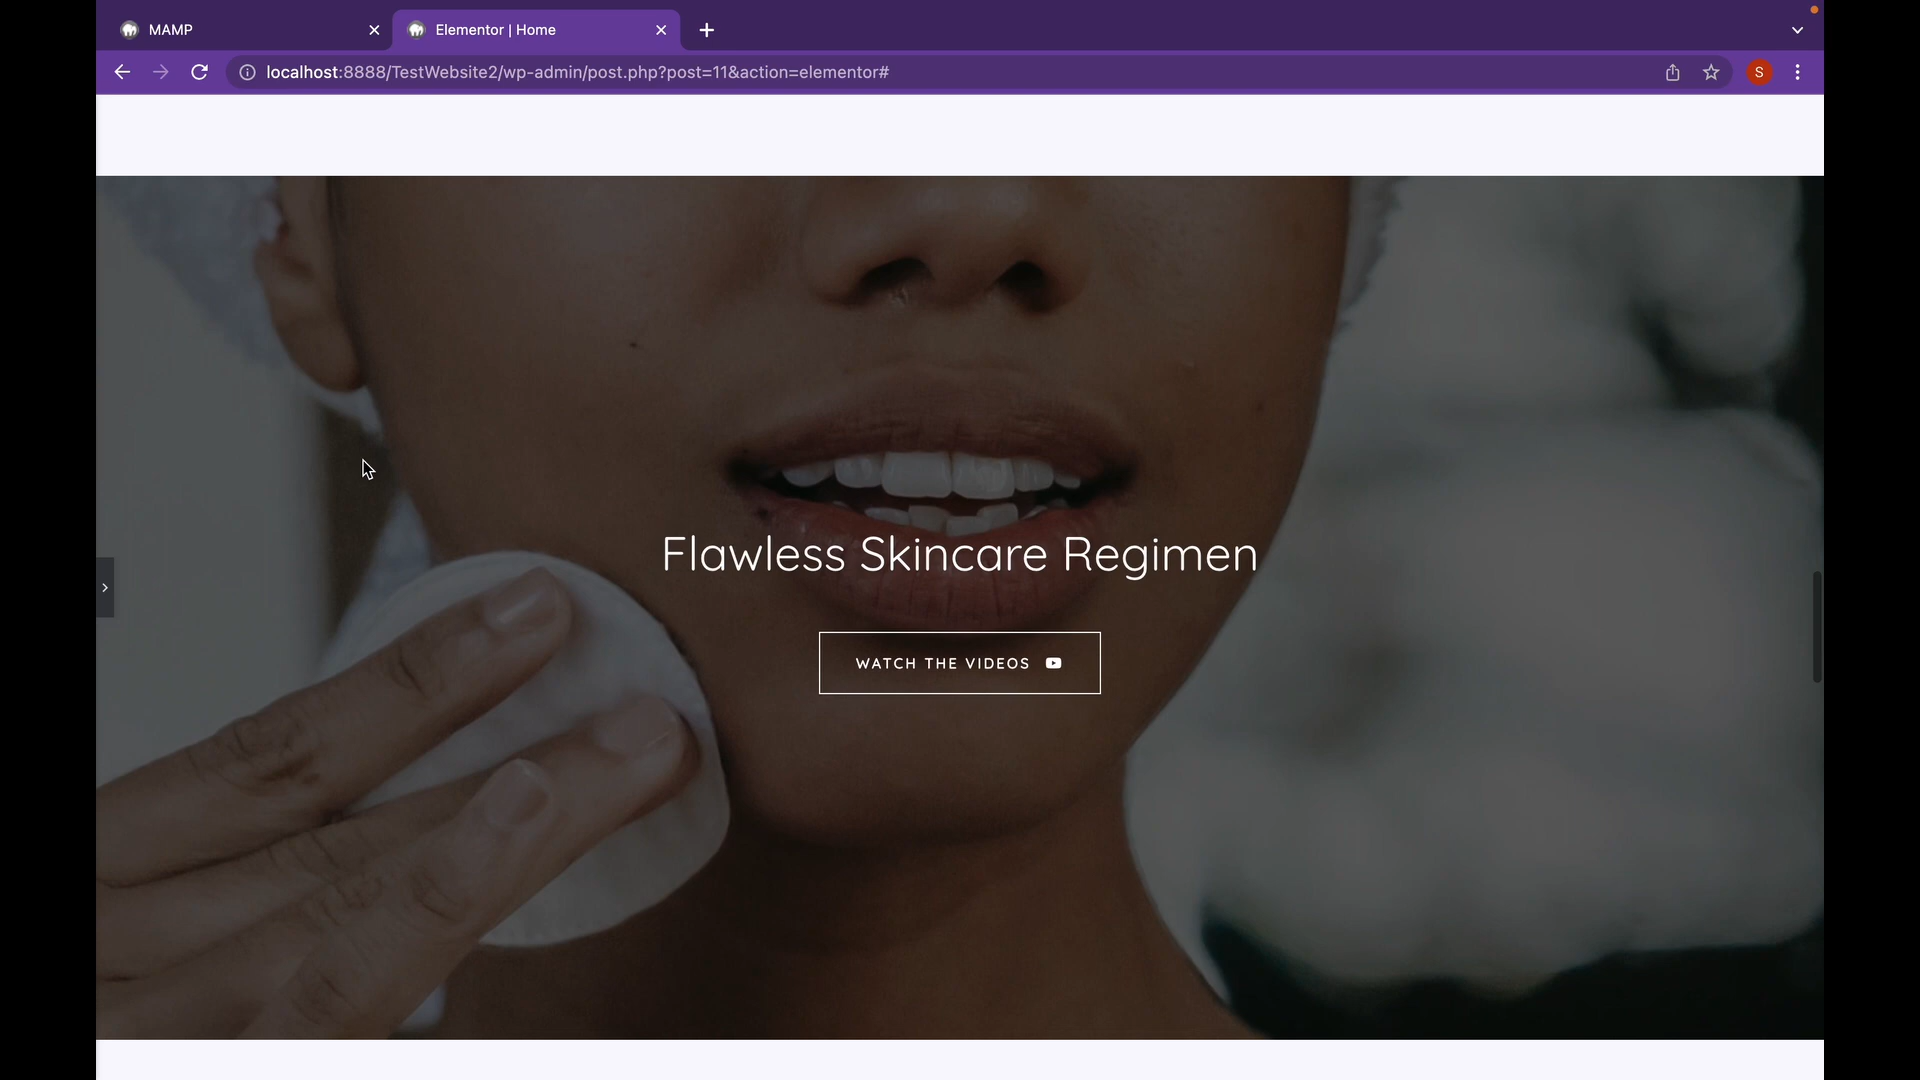 MAMP
Elementor | Home
localhost:8888/TestWebsite2/wp-admin/post.php?post=11&action=elementor#
S
Flawless Skincare Regimen
WATCH THE VIDEOS